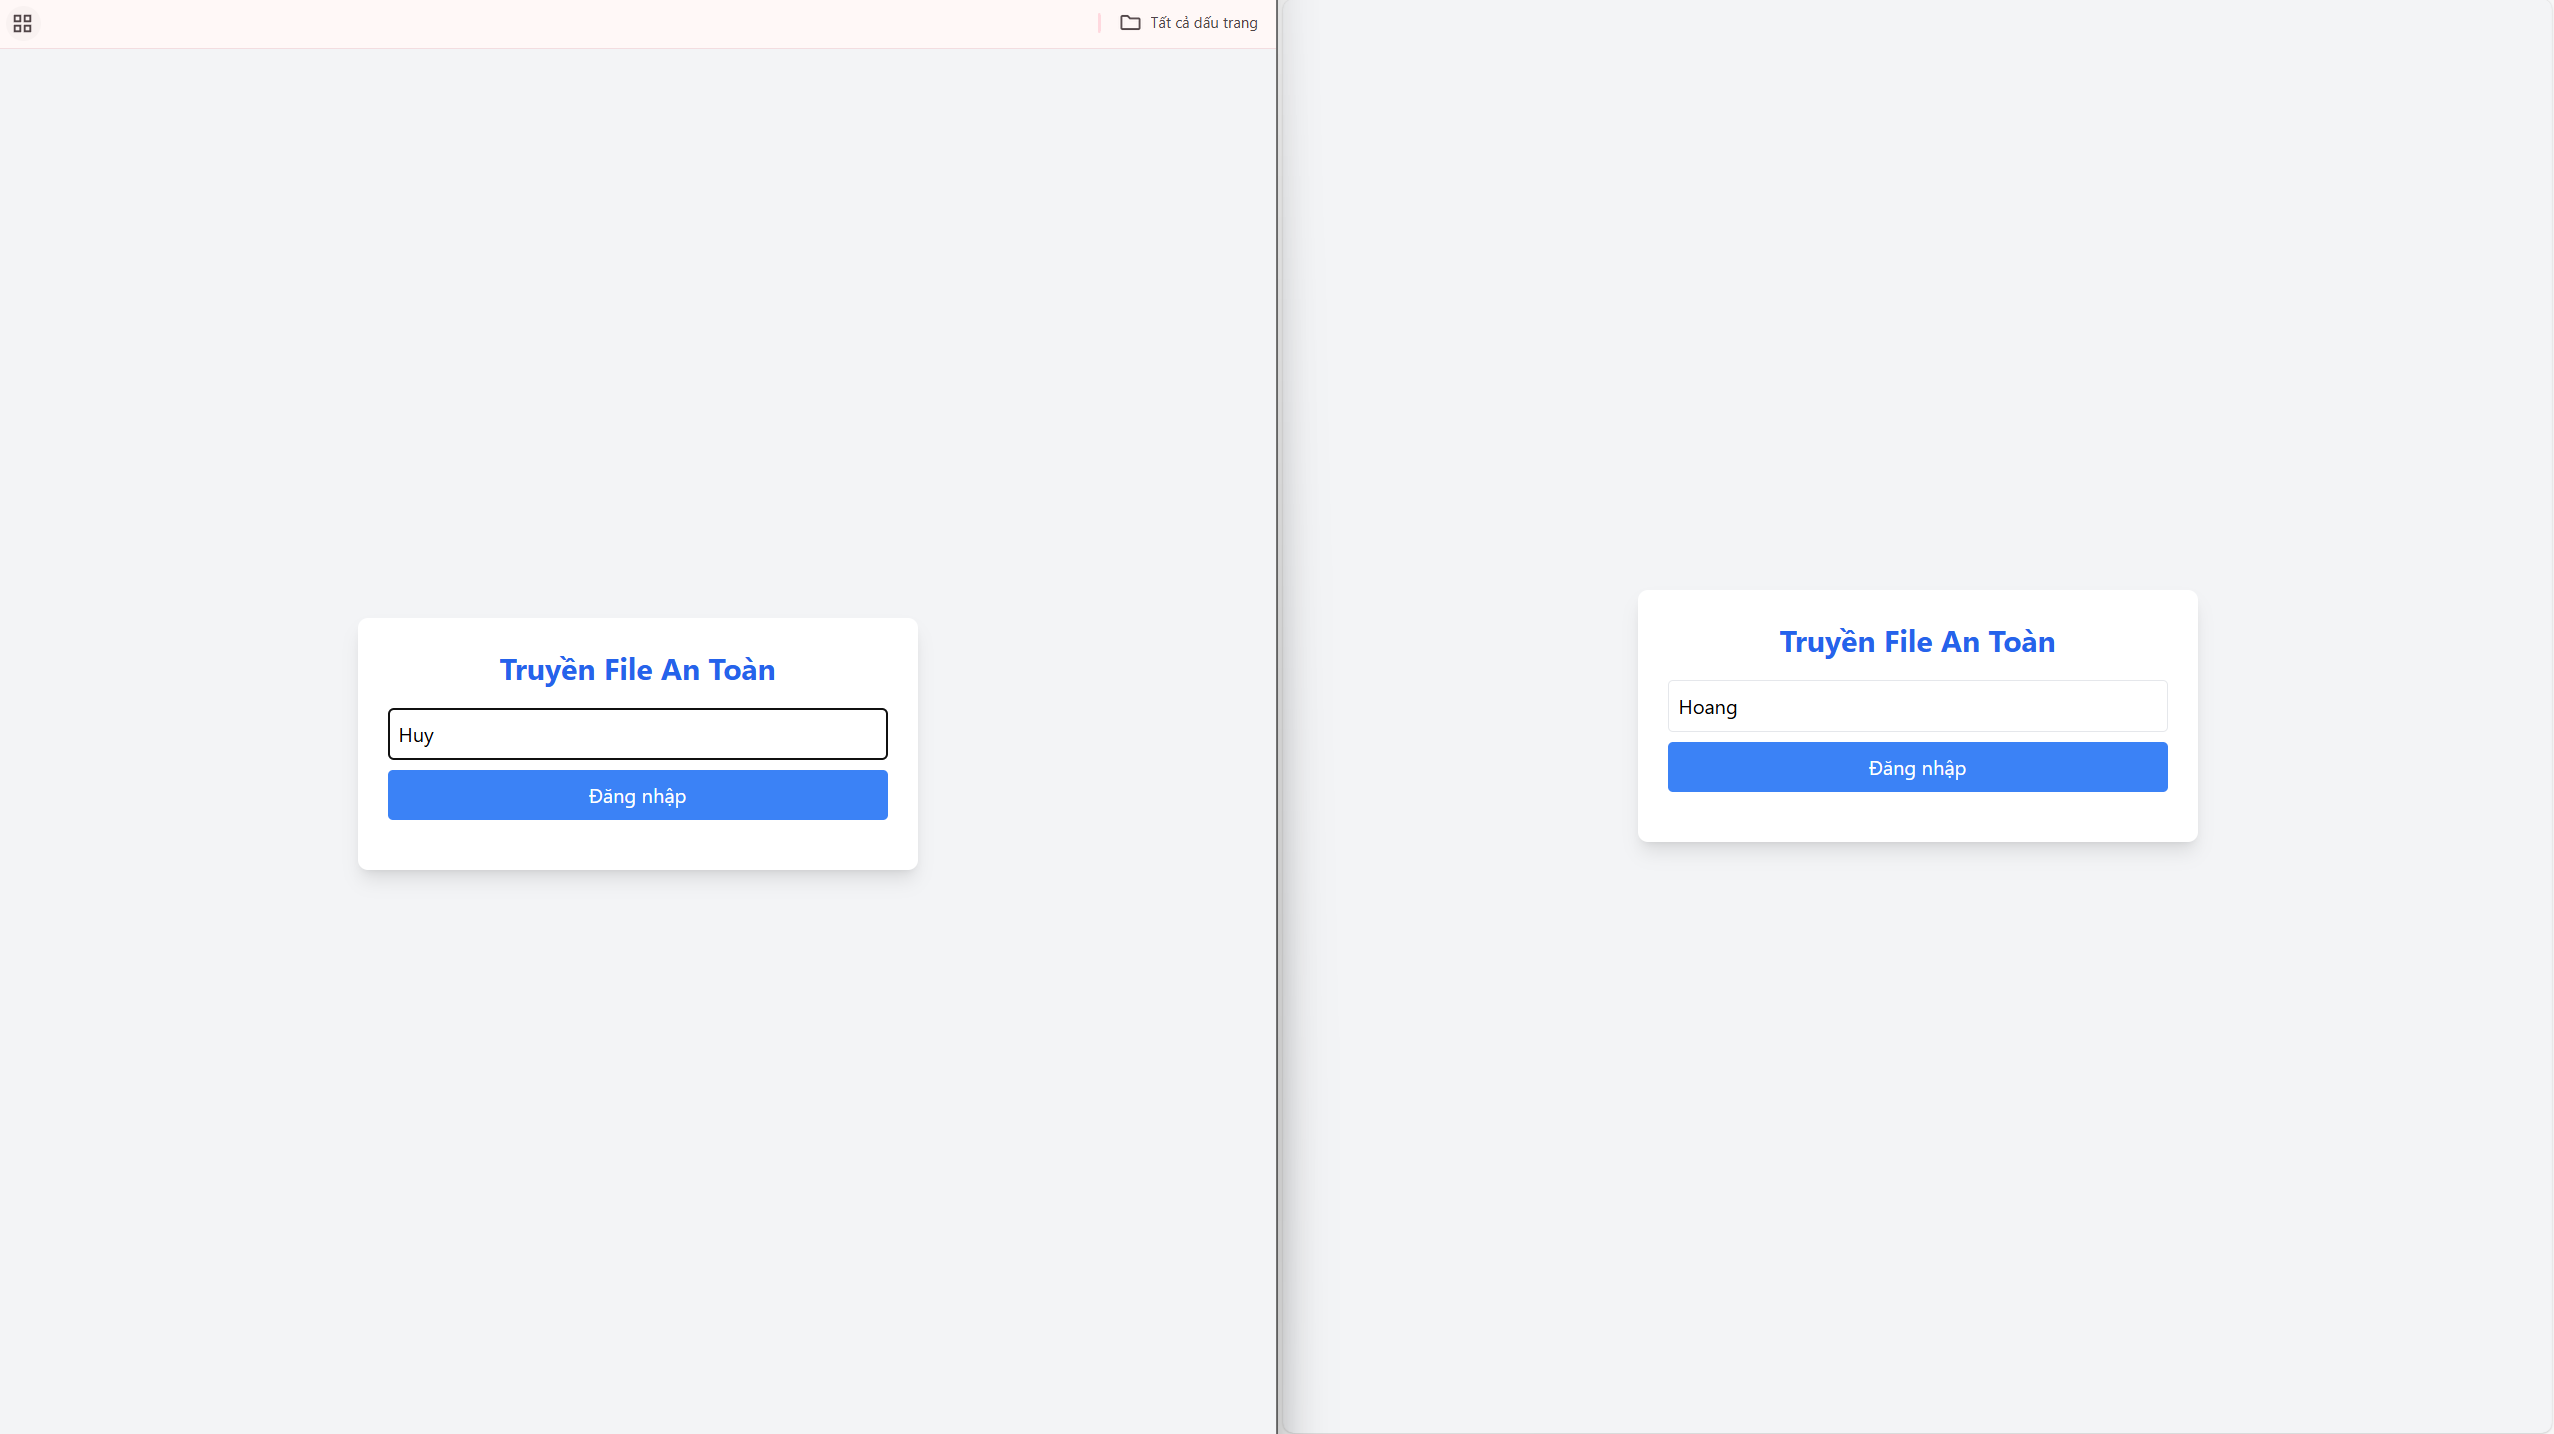 Tất cả dấu trang
Truyền File An Toàn
Huy
Đăng nhập
Truyền File An Toàn
Hoang
Đăng nhập